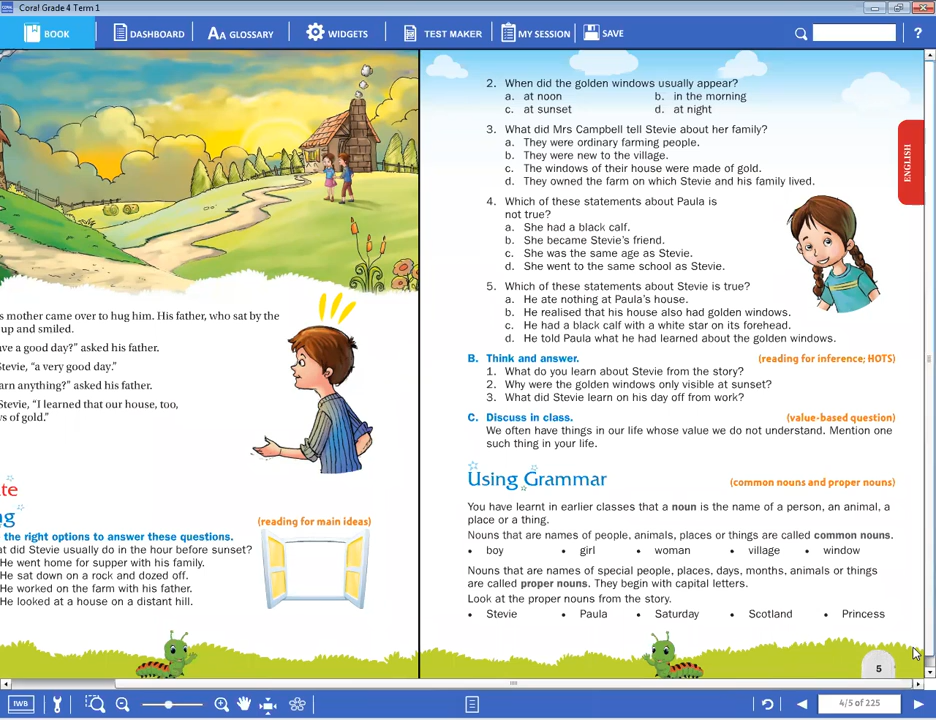 Coral Grade 4 Term 1
BOOK
DASHBOARD
AA GLOSSARY
WIDGETS
TEST MAKER
MY SESSION
SAVE
?
s mother came over to hug him. His father, who sat by the
up and smiled.
ave a good day?" asked his father.
Stevie, "a very good day."
arn anything?" asked his father.
Stevie, "I learned that our house, too,
ws of gold."
te
ng
(reading for main ideas)
the right options to answer these questions.
at did Stevie usually do in the hour before sunset?
He went home for supper with his family.
He sat down on a rock and dozed off.
He worked on the farm with his father.
He looked at a house on a distant hill.
2. When did the golden windows usually appear?
a. at noon b. in the morning
c. at sunset d. at night
3. What did Mrs Campbell tell Stevie about her family?
a. They were ordinary farming people.
b. They were new to the village.
c. The windows of their house were made of gold.
d. They owned the farm on which Stevie and his family lived.
4. Which of these statements about Paula is
not true?
a. She had a black calf.
b. She became Stevie's friend.
c. She was the same age as Stevie.
d. She went to the same school as Stevie.
5. Which of these statements about Stevie is true?
a. He ate nothing at Paula's house.
b. He realised that his house also had golden windows.
c. He had a black calf with a white star on its forehead.
d. He told Paula what he had learned about the golden windows.
B. Think and answer. (reading for inference; HOTS)
1. What do you learn about Stevie from the story?
2. Why were the golden windows only visible at sunset?
3. What did Stevie learn on his day off from work?
C. Discuss in class. (value-based question)
We often have things in our life whose value we do not understand. Mention one
such thing in your life.
Using Grammar (common nouns and proper nouns)
You have learnt in earlier classes that a noun is the name of a person, an animal, a
place or a thing.
Nouns that are names of people, animals, places or things are called common nouns.
• boy • girl • woman • village • window
Nouns that are names of special people, places, days, months, animals or things
are called proper nouns. They begin with capital letters.
Look at the proper nouns from the story.
• Stevie • Paula • Saturday • Scotland • Princess
ENGLISH
5
IWB
4/5 of 225